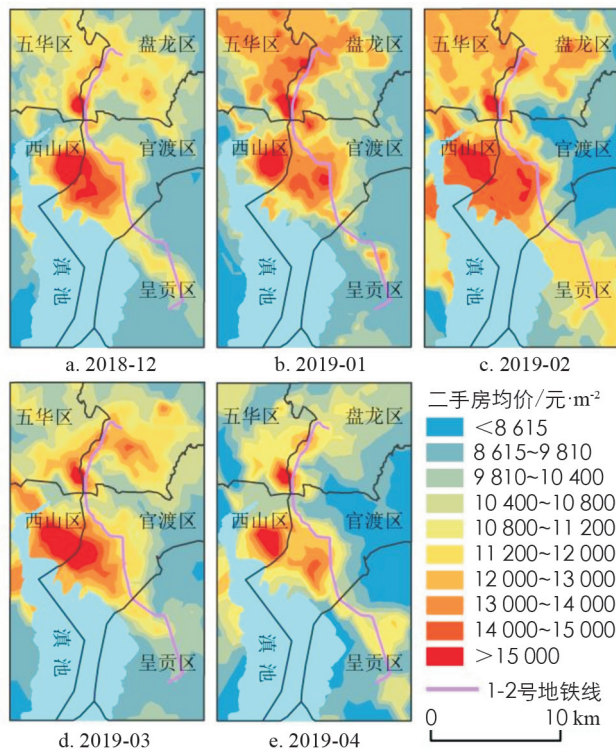 五华区 盘龙区
西山区 官渡区
滇池
呈贡区
a. 2018-12
五华区 盘龙区
西山区 官渡区
滇池
呈贡区
b. 2019-01
五华区 盘龙区
西山区 官渡区
滇池
呈贡区
c. 2019-02
五华区 盘龙区
西山区 官渡区
滇池
呈贡区
d. 2019-03
五华区 盘龙区
西山区 官渡区
滇池
呈贡区
e. 2019-04
二手房均价/元·m⁻²
<8 615
8 615~9 810
9 810~10 400
10 400~10 800
10 800~11 200
11 200~12 000
12 000~13 000
13 000~14 000
14 000~15 000
>15 000
1-2号地铁线
0 10 km